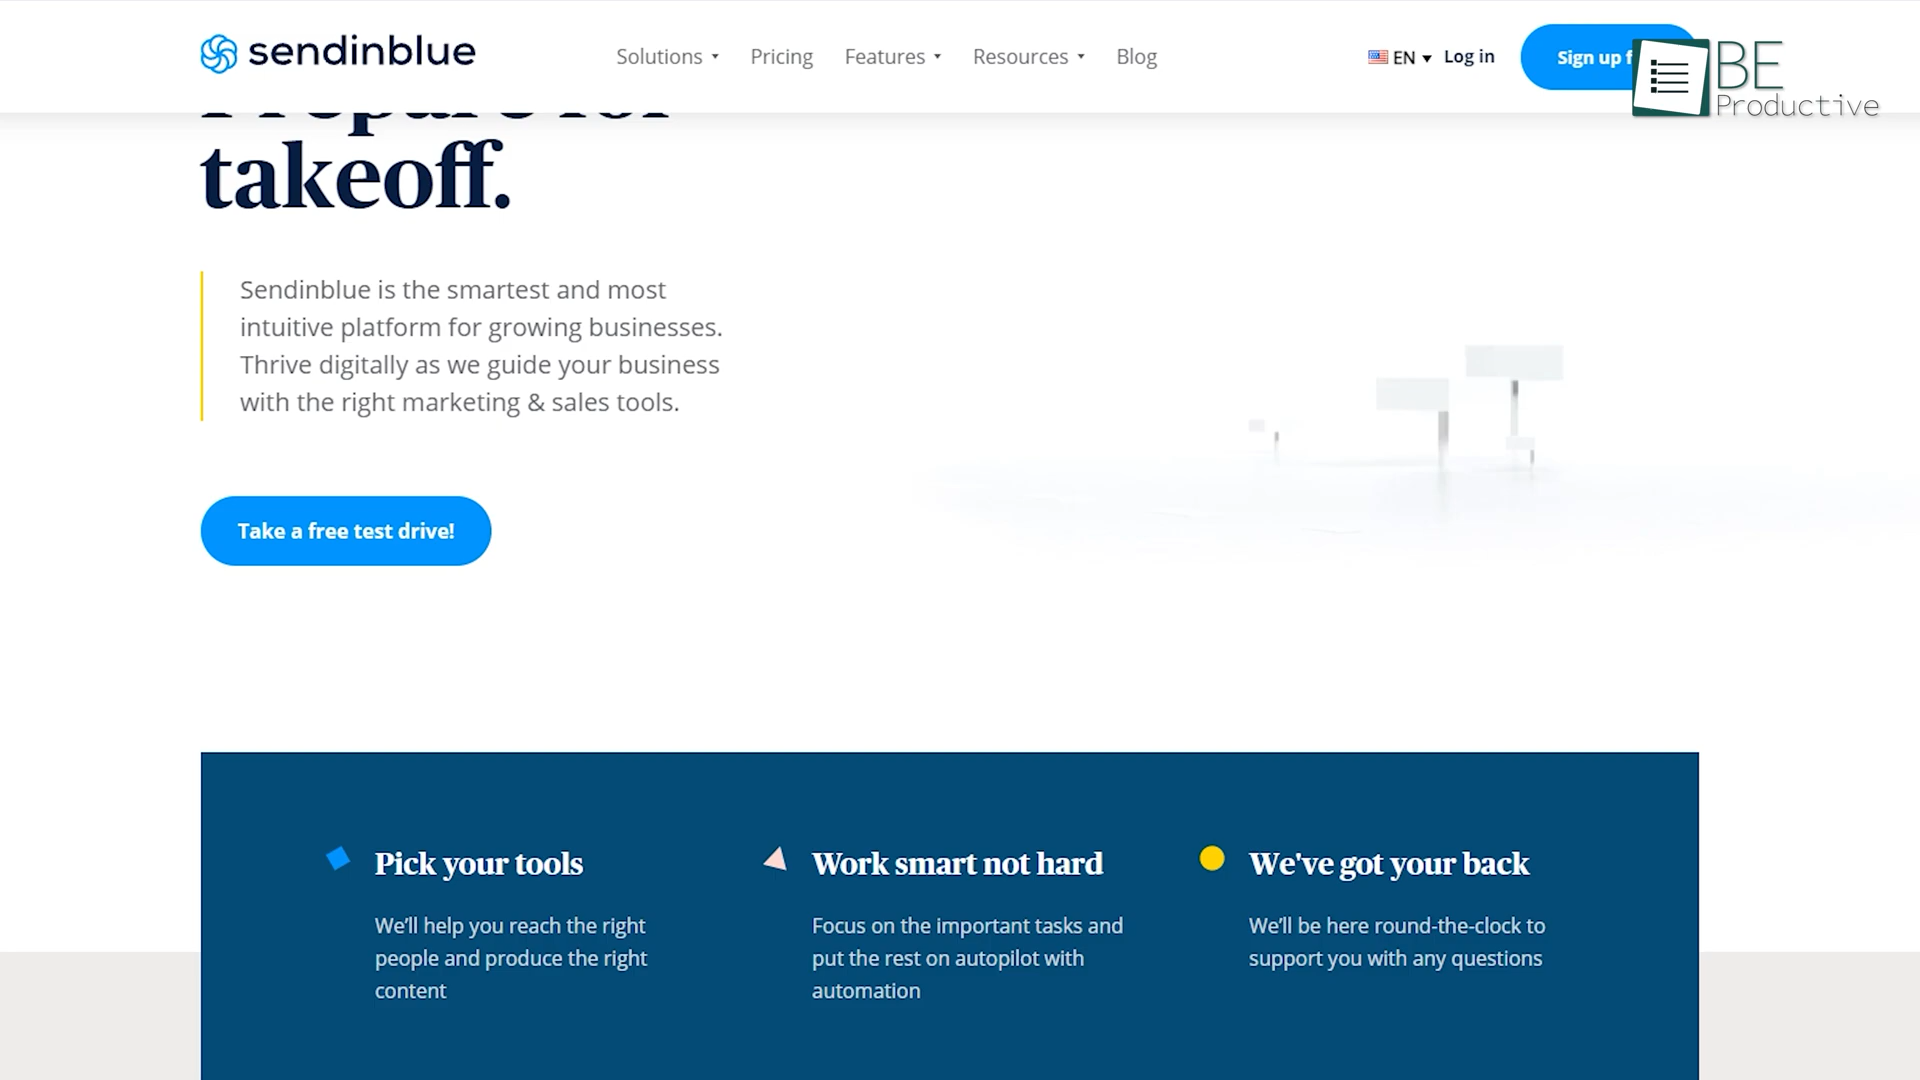 sendinblue
Solutions
Pricing
Features
Resources
Blog
EN
Log in
Sign up
BE
Productive
Prepare for
takeoff.
Sendinblue is the smartest and most
intuitive platform for growing businesses.
Thrive digitally as we guide your business
with the right marketing & sales tools.
Take a free test drive!
Pick your tools
We'll help you reach the right
people and produce the right
content
Work smart not hard
Focus on the important tasks and
put the rest on autopilot with
automation
We've got your back
We'll be here round-the-clock to
support you with any questions